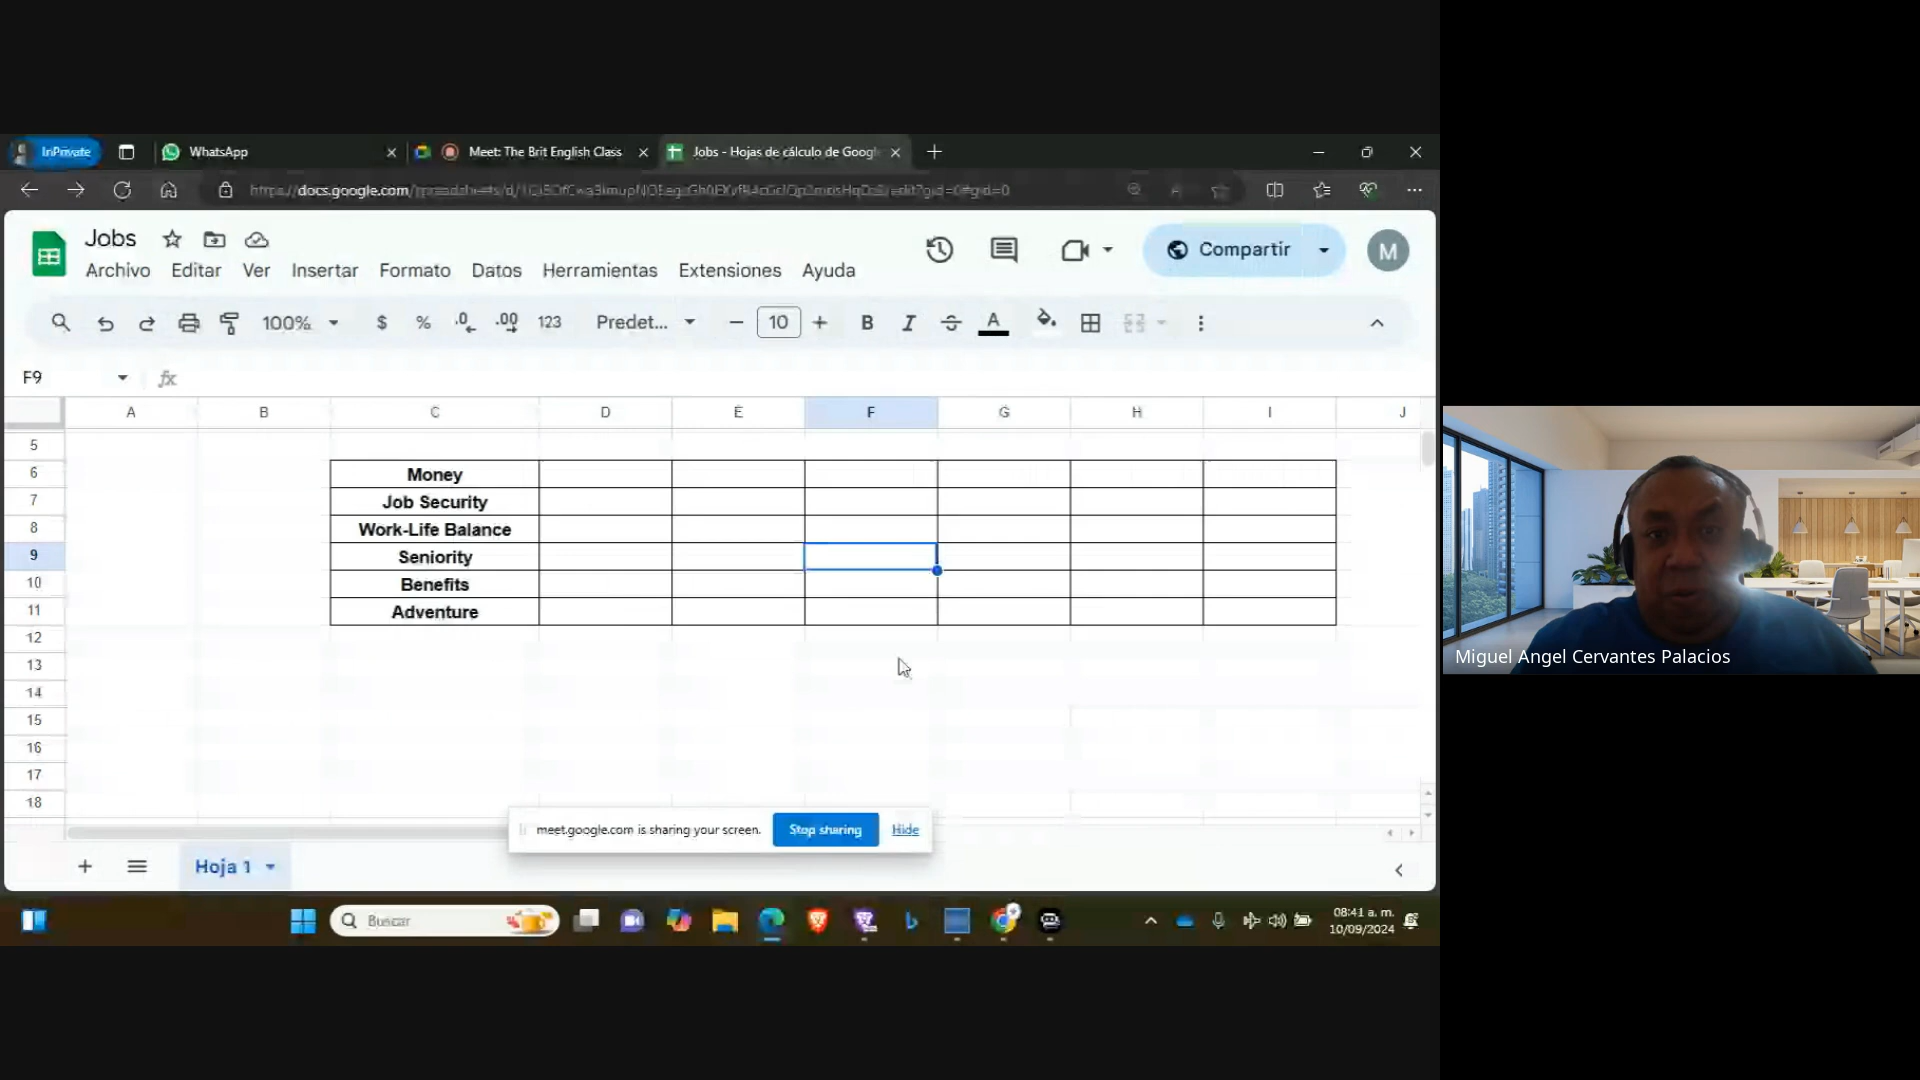 InPrivate
WhatsApp
Meet: The Brit English Class
Jobs - Hojas de cálculo de Googl
docs.google.com
Jobs
Archivo Editar Ver Insertar Formato Datos Herramientas Extensiones Ayuda
Compartir
M
100% $ % .0 .00 123 Predet... 10 B I A
F9 fx
A B C D E F G H I J
5
6 Money
7 Job Security
8 Work-Life Balance
9 Seniority
10 Benefits
11 Adventure
12
13
14
15
16
17
18
meet.google.com is sharing your screen. Stop sharing Hide
Hoja 1
Buscar
08:41 a. m.
10/09/2024
Miguel Angel Cervantes Palacios